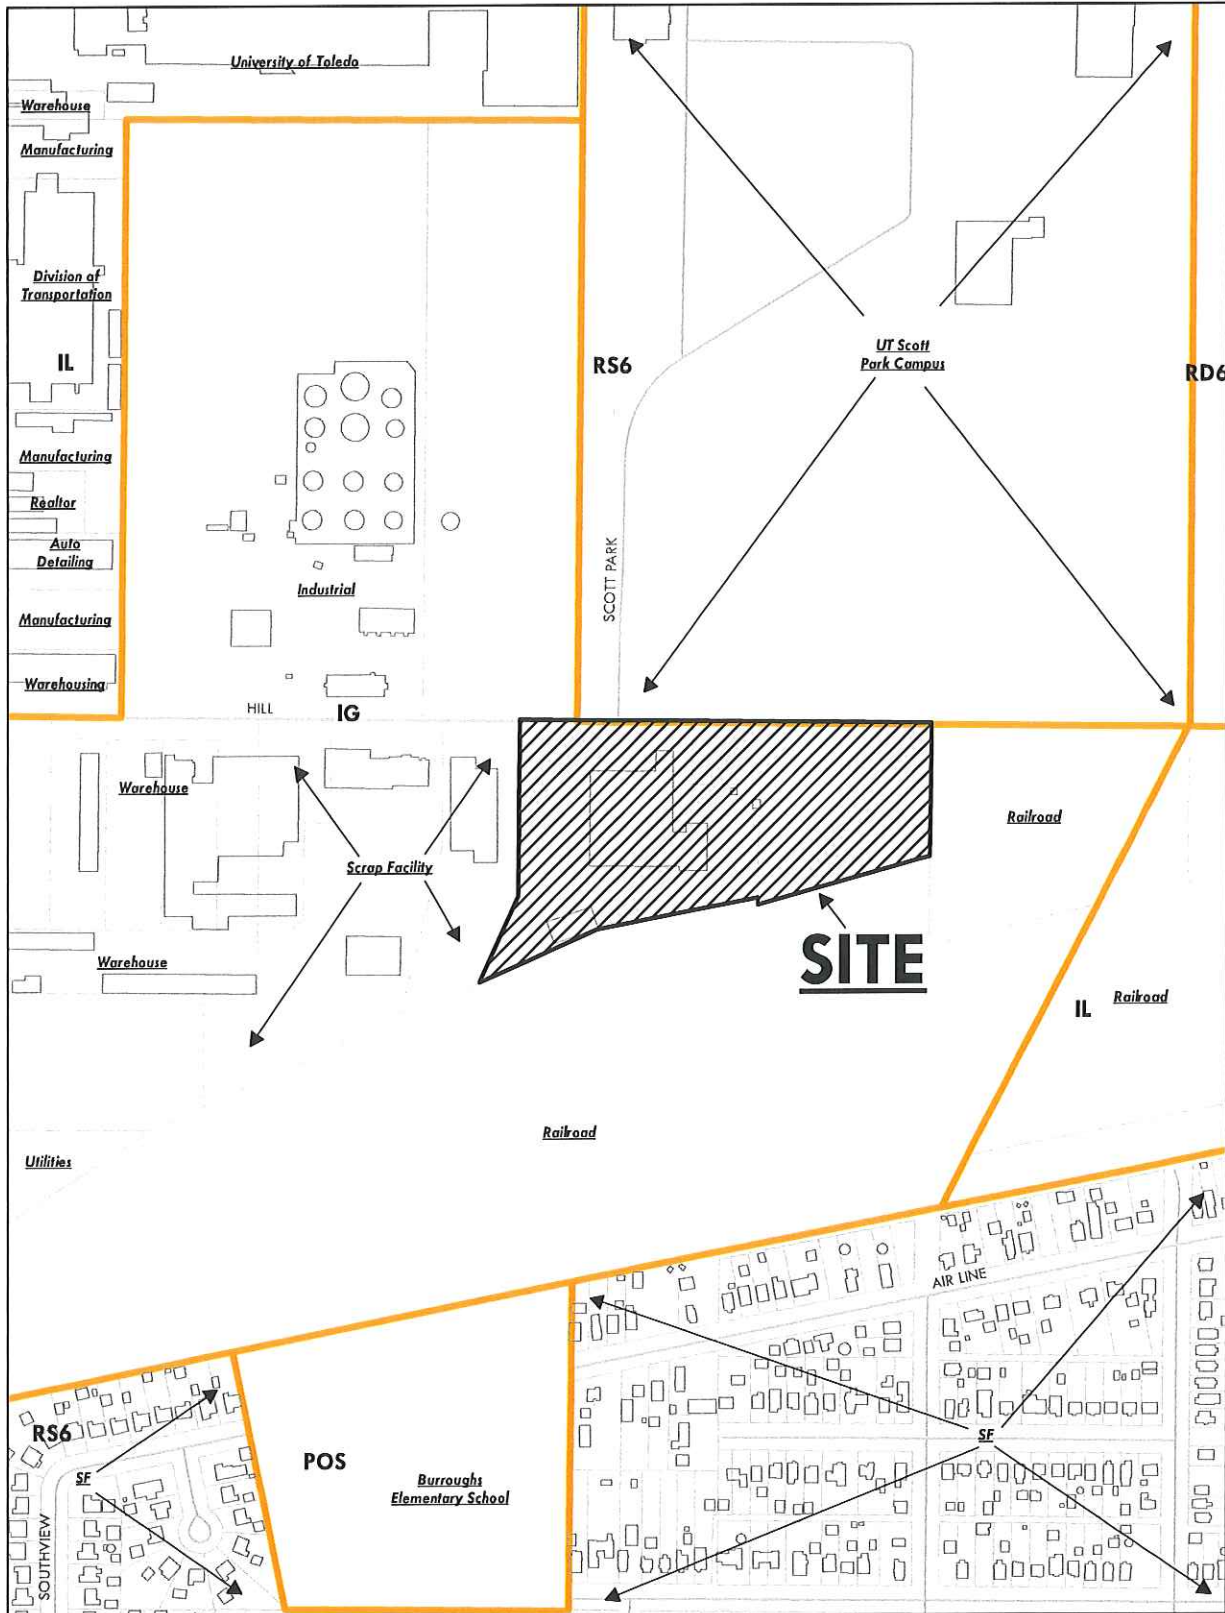 University of Toledo
Warehouse
Manufacturing
Division of
Transportation
IL
RS6
UT Scott
Park Campus
RD6
Manufacturing
Realtor
Auto
Detailing
SCOTT PARK
Industrial
Manufacturing
Warehousing
HILL
IG
Warehouse
Railroad
Scrap Facility
SITE
Warehouse
IL
Railroad
Railroad
Utilities
AIR LINE
RS6
SF
POS
Burroughs
Elementary School
SF
SOUTHVIEW